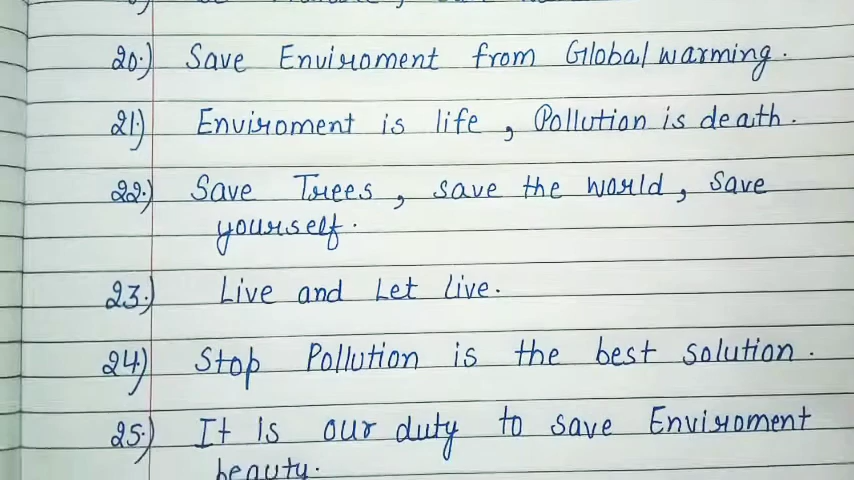 20.) Save Enviroment from Global warming.
21.) Enviroment is life, Pollution is death.
22.) Save Trees, save the world, save
yourself.
23.) Live and Let live.
24.) Stop Pollution is the best solution.
25.) It is our duty to save Enviroment
beauty.